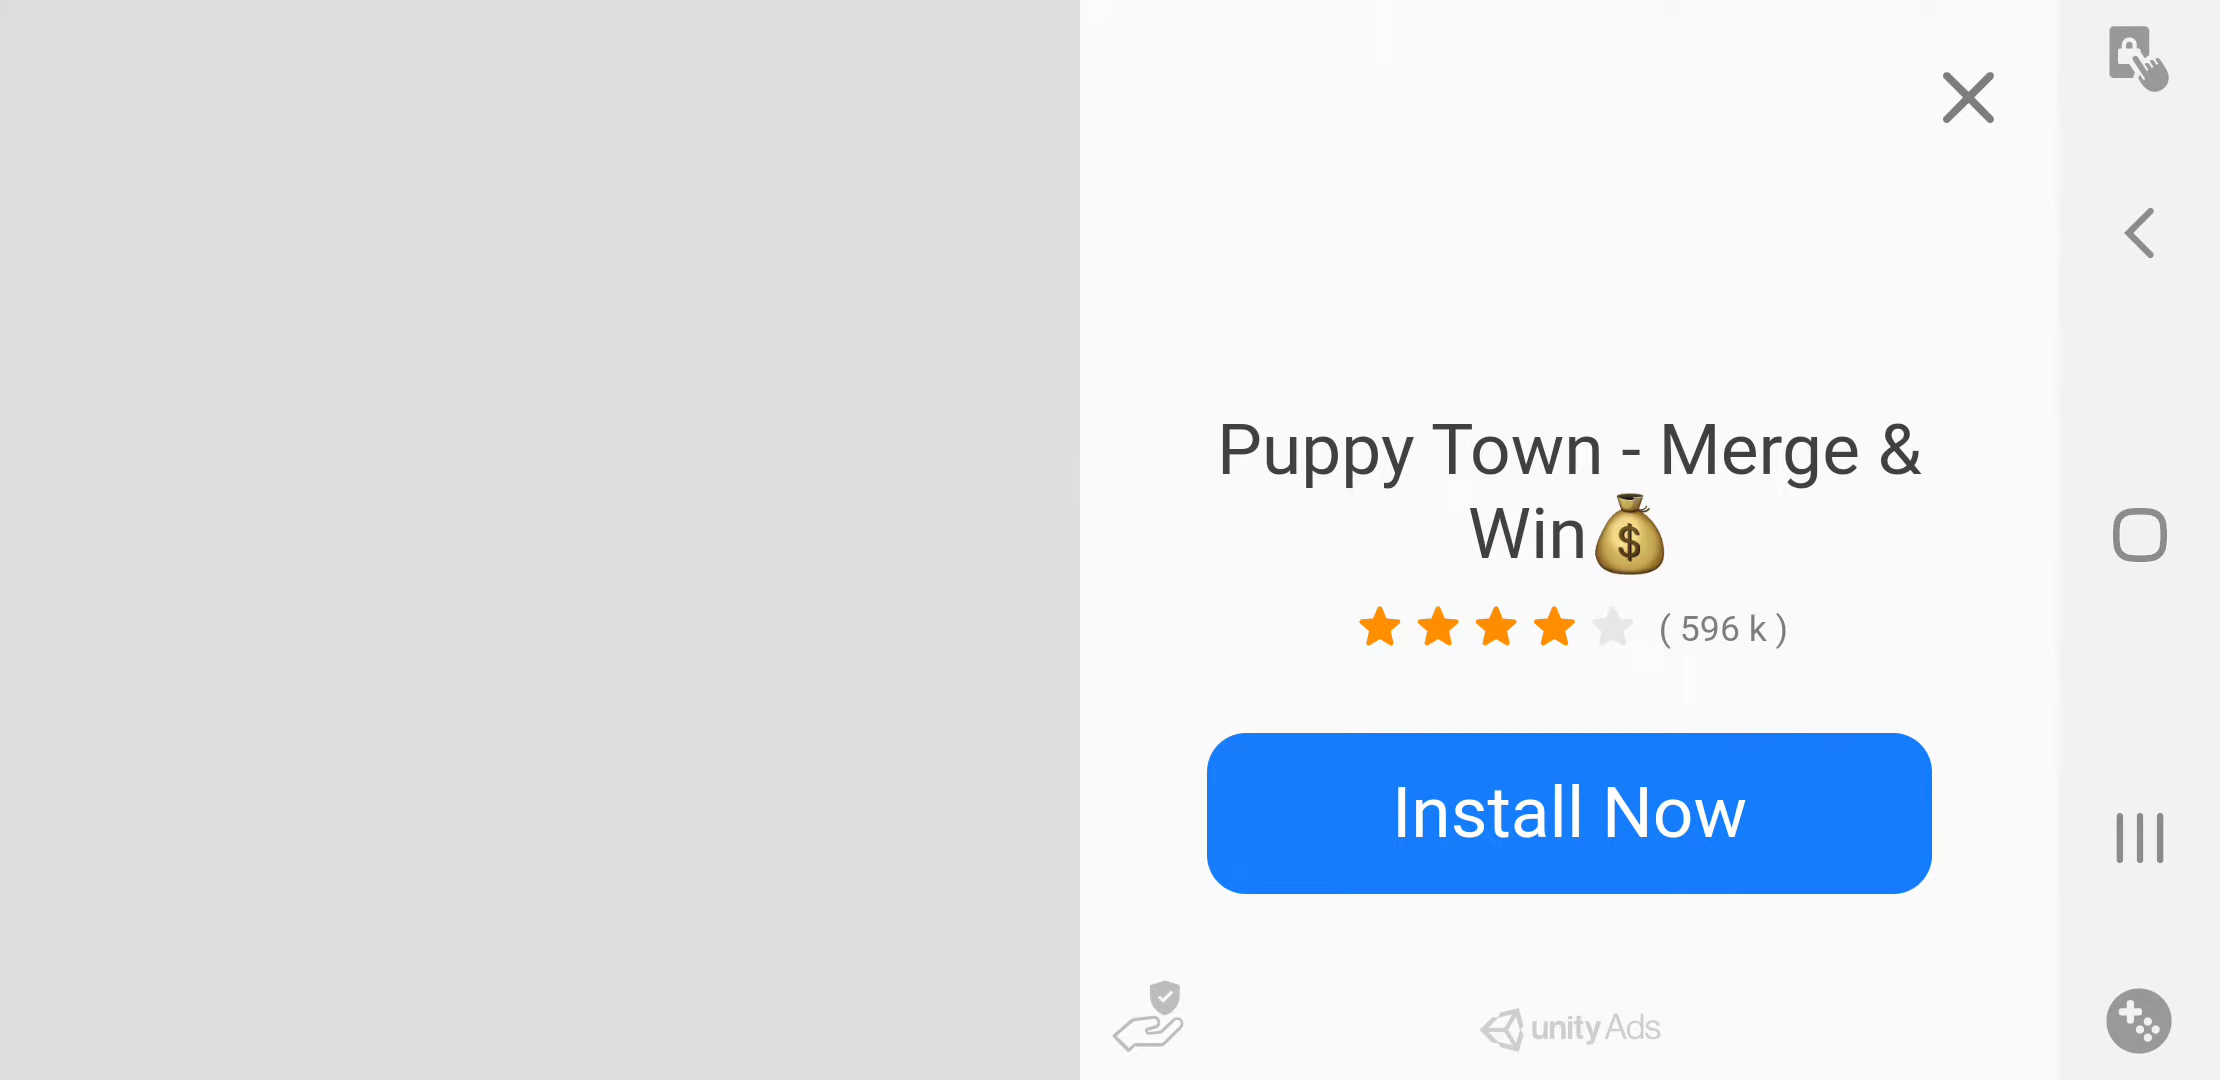 Puppy Town - Merge &
Win💰
( 596 k )
Install Now
unity Ads